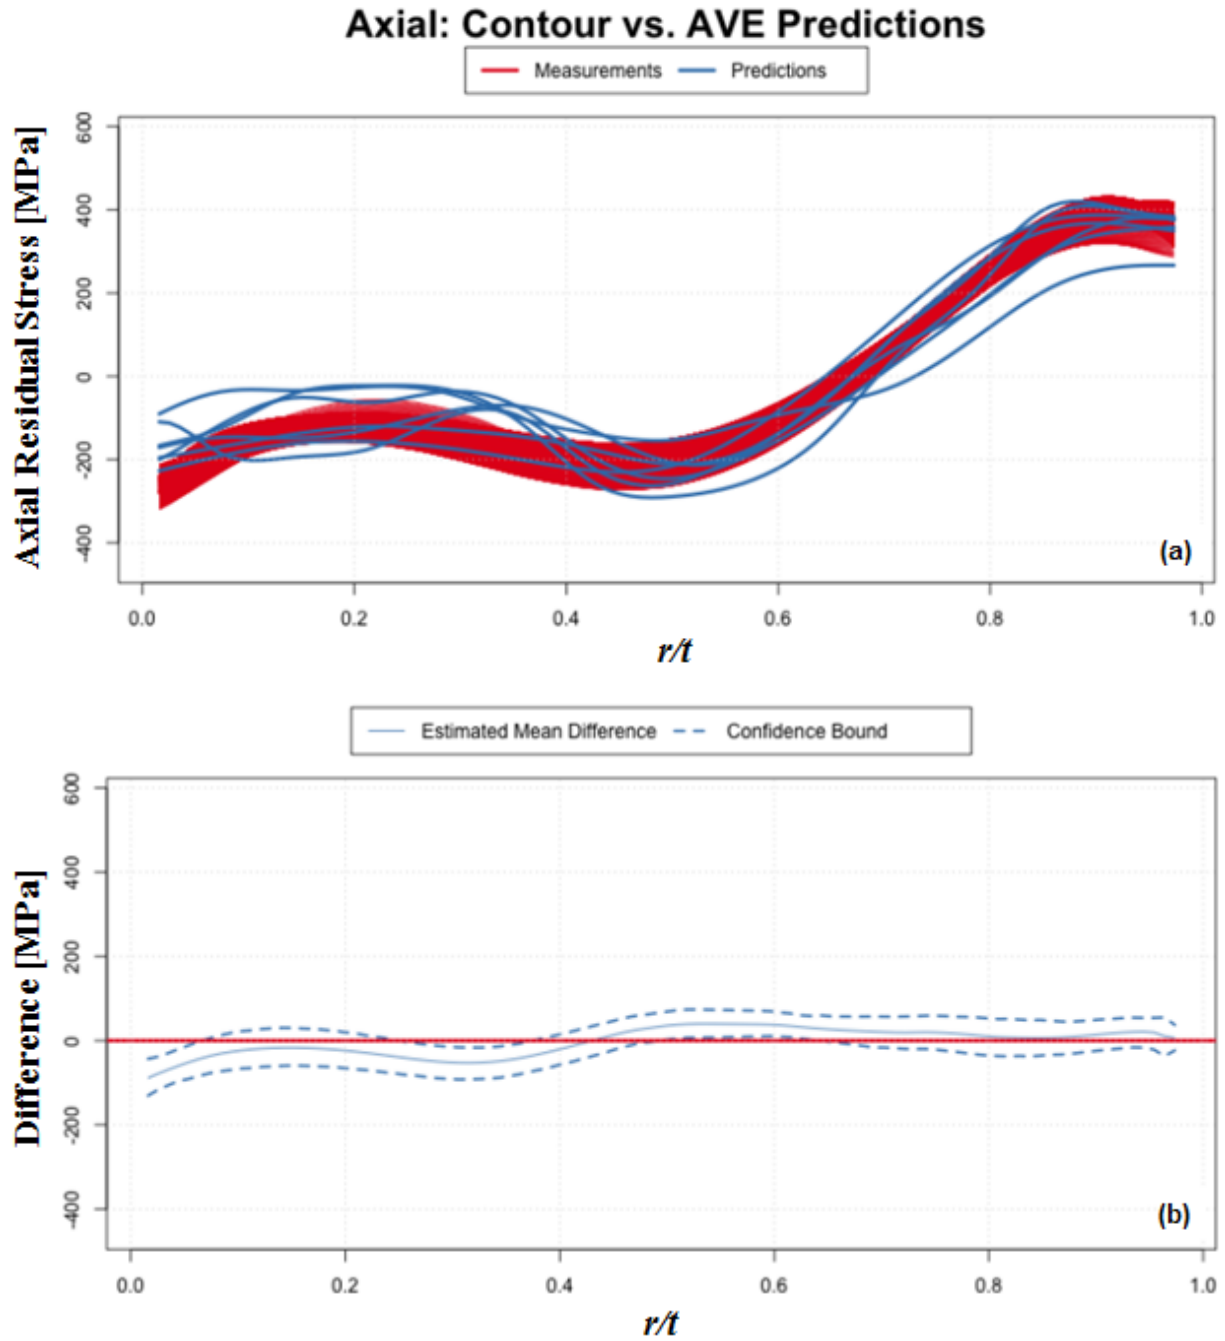 Axial: Contour vs. AVE Predictions
Measurements Predictions
Axial Residual Stress [MPa]
600
400
200
0
-200
-400
(a)
0.0 0.2 0.4 0.6 0.8 1.0
r/t
Estimated Mean Difference Confidence Bound
Difference [MPa]
600
400
200
0
-200
-400
(b)
0.0 0.2 0.4 0.6 0.8 1.0
r/t